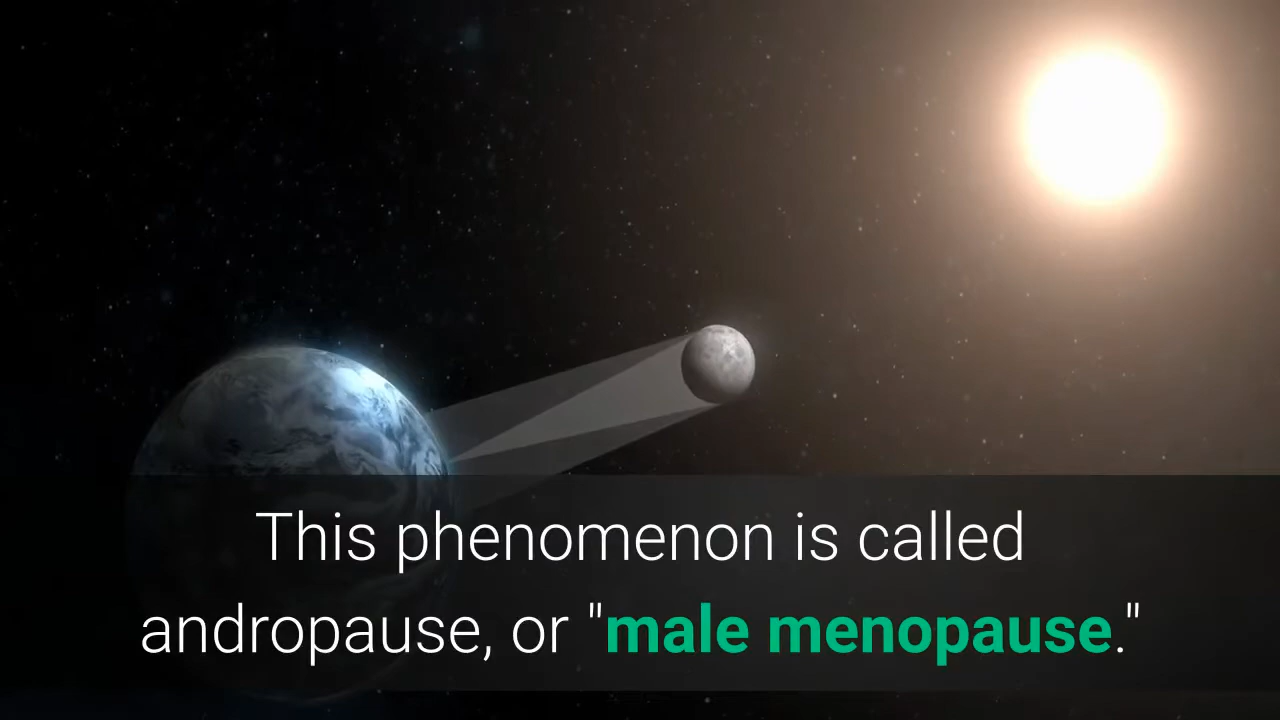 This phenomenon is called
andropause, or "male menopause."